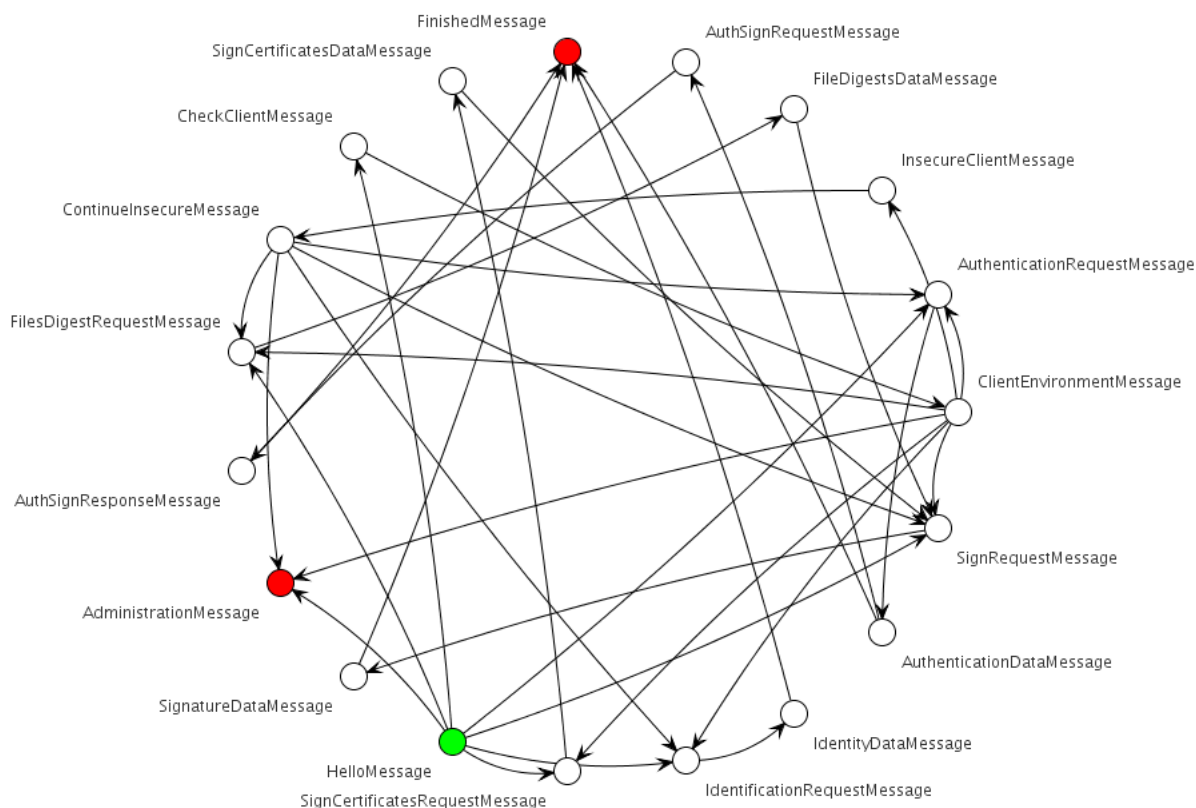 FinishedMessage
AuthSignRequestMessage
SignCertificatesDataMessage
FileDigestsDataMessage
CheckClientMessage
InsecureClientMessage
ContinueInsecureMessage
AuthenticationRequestMessage
FilesDigestRequestMessage
ClientEnvironmentMessage
AuthSignResponseMessage
SignRequestMessage
AdministrationMessage
AuthenticationDataMessage
SignatureDataMessage
IdentityDataMessage
HelloMessage
IdentificationRequestMessage
SignCertificatesRequestMessage